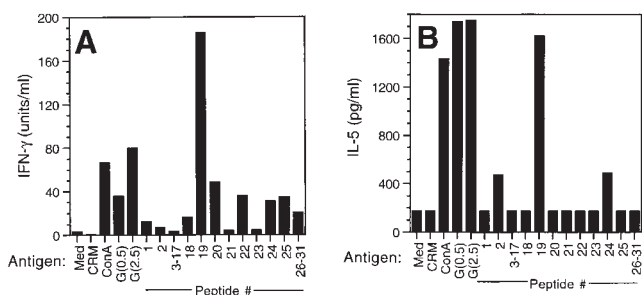 A
IFN-γ (units/ml)
200
160
120
80
40
0
Antigen:
Med
CRM
ConA
G(0.5)
G(2.5)
1
2
3-17
18
19
20
21
22
23
24
25
26-31
Peptide #
B
IL-5 (pg/ml)
1600
1200
800
400
0
Antigen:
Med
CRM
ConA
G(0.5)
G(2.5)
1
2
3-17
18
19
20
21
22
23
24
25
26-31
Peptide #